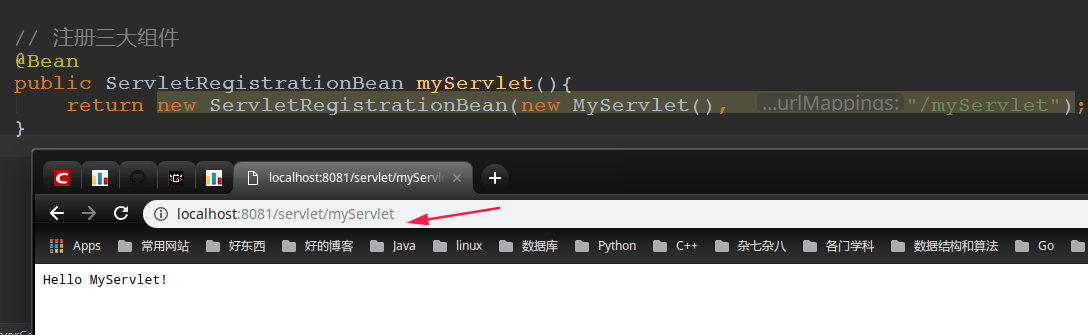 // 注册三大组件
@Bean
public ServletRegistrationBean myServlet(){
return new ServletRegistrationBean(new MyServlet(), ...urlMappings: "/myServlet");
}
localhost:8081/servlet/myServl
localhost:8081/servlet/myServlet
Apps 常用网站 好东西 好的博客 Java linux 数据库 Python C++ 杂七杂八 各门学科 数据结构和算法 Go
Hello MyServlet!